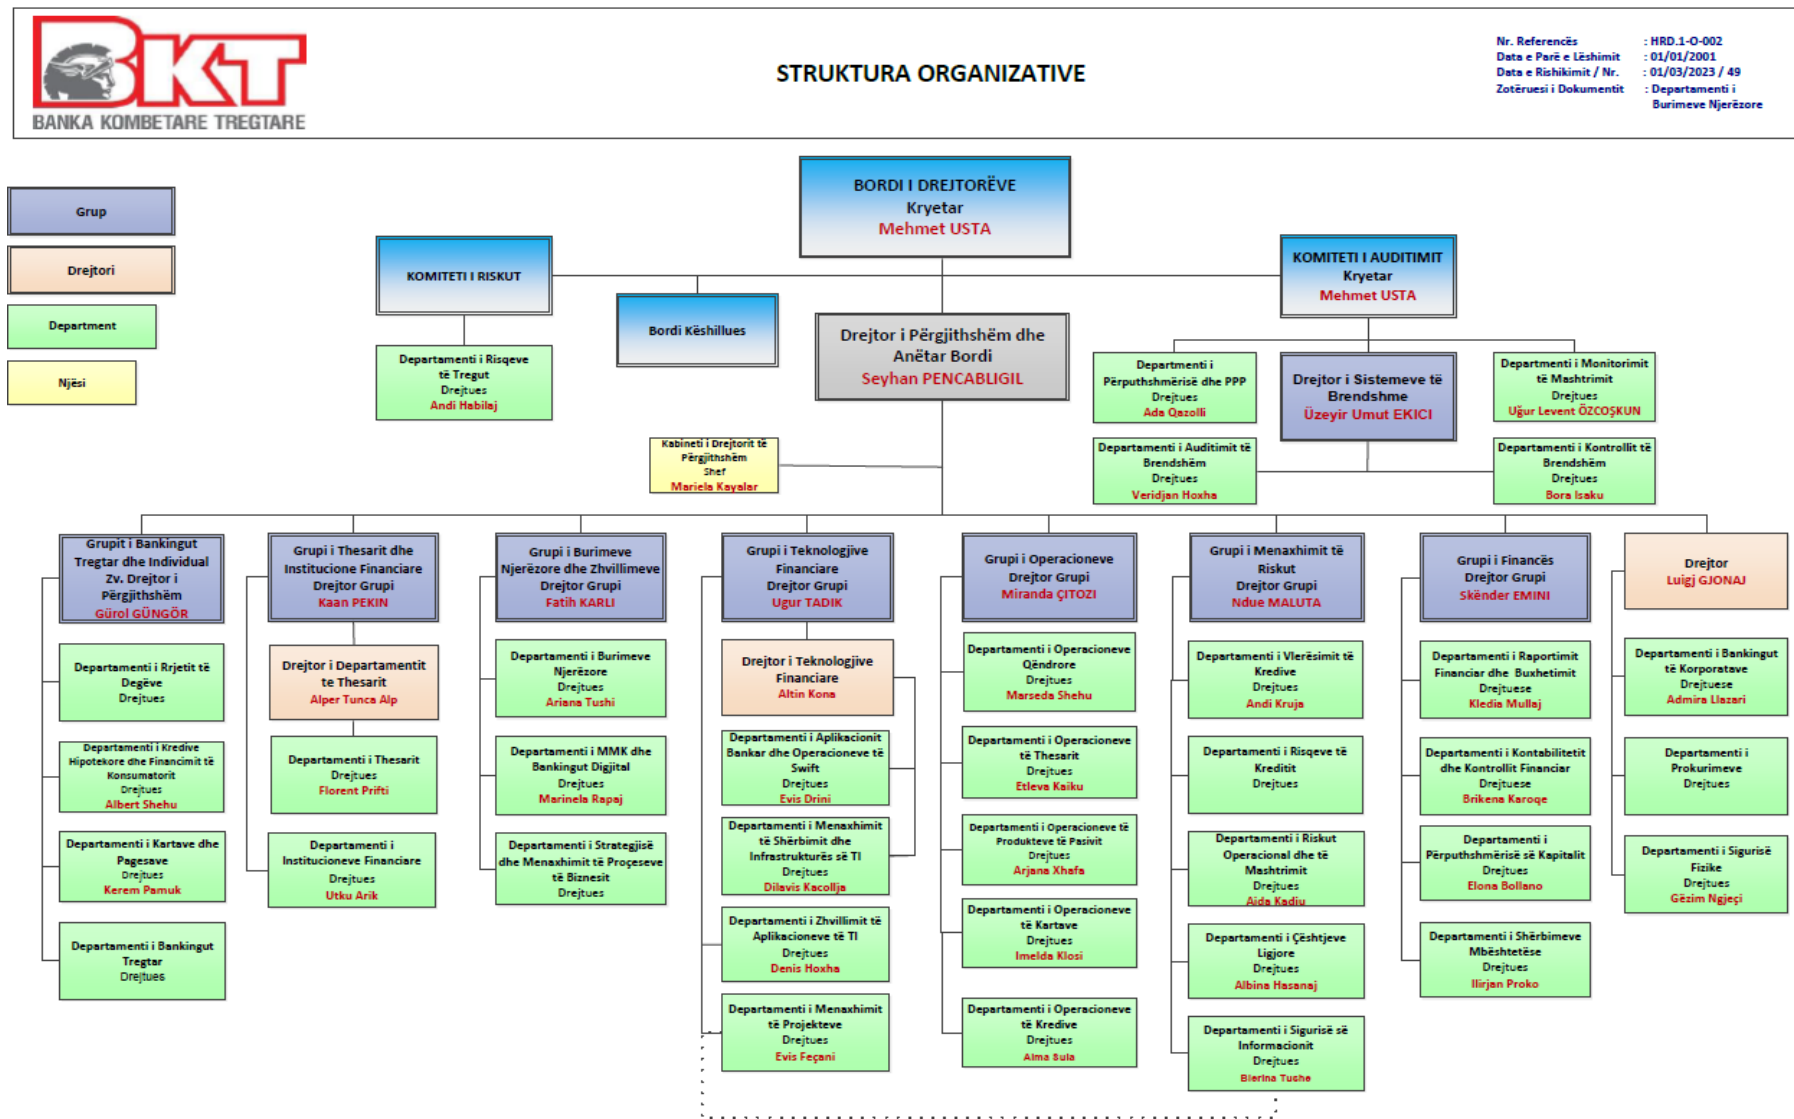 BKT
BANKA KOMBETARE TREGTARE
STRUKTURA ORGANIZATIVE
Nr. Referencës : HRD.1-O-002
Data e Parë e Lëshimit : 01/01/2001
Data e Rishikimit / Nr. : 01/03/2023 / 49
Zotëruesi i Dokumentit : Departamenti i
Burimeve Njerëzore
Grup
Drejtori
Department
Njësi
BORDI I DREJTORËVE
Kryetar
Mehmet USTA
KOMITETI I RISKUT
Departamenti i Risqeve
të Tregut
Drejtues
Andi Habilaj
Bordi Këshillues
Drejtor i Përgjithshëm dhe
Anëtar Bordi
Seyhan PENCABLIGIL
KOMITETI I AUDITIMIT
Kryetar
Mehmet USTA
Departmenti i
Përputhshmërisë dhe PPP
Drejtues
Ada Qazolli
Drejtor i Sistemeve të
Brendshme
Üzeyir Umut EKICI
Departmenti i Monitorimit
të Mashtrimit
Drejtues
Uğur Levent ÖZCOŞKUN
Departamenti i Auditimit të
Brendshëm
Drejtues
Veridjan Hoxha
Departamenti i Kontrollit të
Brendshëm
Drejtues
Bora Isaku
Kabineti i Drejtorit të
Përgjithshëm
Shef
Mariela Kayalar
Grupit i Bankingut
Tregtar dhe Individual
Zv. Drejtor i
Përgjithshëm
Gürol GÜNGÖR
Departamenti i Rrjetit të
Degëve
Drejtues
Departamenti i Kredive
Hipotekore dhe Financimit të
Konsumatorit
Drejtues
Albert Shehu
Departamenti i Kartave dhe
Pagesave
Drejtues
Kerem Pamuk
Departamenti i Bankingut
Tregtar
Drejtues
Grupi i Thesarit dhe
Institucione Financiare
Drejtor Grupi
Kaan PEKIN
Drejtor i Departamentit
te Thesarit
Alper Tunca Alp
Departamenti i Thesarit
Drejtues
Florent Prifti
Departamenti i
Institucioneve Financiare
Drejtues
Utku Arik
Grupi i Burimeve
Njerëzore dhe Zhvillimeve
Drejtor Grupi
Fatih KARLI
Departamenti i Burimeve
Njerëzore
Drejtues
Ariana Tushi
Departamenti i MMK dhe
Bankingut Digjital
Drejtues
Marinela Rapaj
Departamenti i Strategjisë
dhe Menaxhimit të Proçeseve
të Biznesit
Drejtues
Grupi i Teknologjive
Financiare
Drejtor Grupi
Ugur TADIK
Drejtor i Teknologjive
Financiare
Altin Kona
Departamenti i Aplikacionit
Bankar dhe Operacioneve të
Swift
Drejtues
Evis Drini
Departamenti i Menaxhimit
të Shërbimit dhe
Infrastrukturës së TI
Drejtues
Dilavis Kacollja
Departamenti i Zhvillimit të
Aplikacioneve të TI
Drejtues
Denis Hoxha
Departamenti i Menaxhimit
të Projekteve
Drejtues
Evis Feçani
Grupi i Operacioneve
Drejtor Grupi
Miranda ÇITOZI
Departamenti i Operacioneve
Qëndrore
Drejtues
Marseda Shehu
Departamenti i Operacioneve
të Thesarit
Drejtues
Etleva Kaiku
Departamenti i Operacioneve të
Produkteve të Pasivit
Drejtues
Arjana Xhafa
Departamenti i Operacioneve
të Kartave
Drejtues
Imelda Klosi
Departamenti i Operacioneve
të Kredive
Drejtues
Alma Sula
Grupi i Menaxhimit të
Riskut
Drejtor Grupi
Ndue MALUTA
Departamenti i Vlerësimit të
Kredive
Drejtues
Andi Kruja
Departamenti i Risqeve të
Kreditit
Drejtues
Departamenti i Riskut
Operacional dhe të
Mashtrimit
Drejtues
Aida Kadiu
Departamenti i Çështjeve
Ligjore
Drejtues
Albina Hasanaj
Departamenti i Sigurisë së
Informacionit
Drejtues
Blerina Tushe
Grupi i Financës
Drejtor Grupi
Skënder EMINI
Departamenti i Raportimit
Financiar dhe Buxhetimit
Drejtuese
Kledia Mullaj
Departamenti i Kontabilitetit
dhe Kontrollit Financiar
Drejtuese
Brikena Karoqe
Departamenti i
Përputhshmërisë së Kapitalit
Drejtues
Elona Bollano
Departamenti i Shërbimeve
Mbështetëse
Drejtues
Ilirjan Proko
Drejtor
Luigj GJONAJ
Departamenti i Bankingut
të Korporatave
Drejtuese
Admira Llazari
Departamenti i
Prokurimeve
Drejtues
Departamenti i Sigurisë
Fizike
Drejtues
Gëzim Ngjeçi